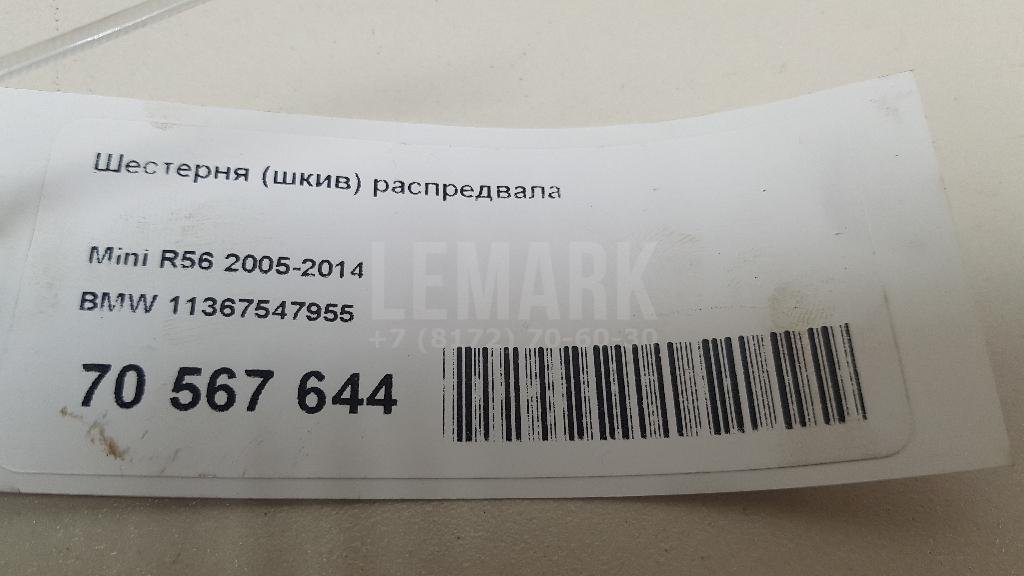 Шестерня (шкив) распредвала
Mini R56 2005-2014
BMW 11367547955
70 567 644
LEMARK
+7 (8172) 70-60-30